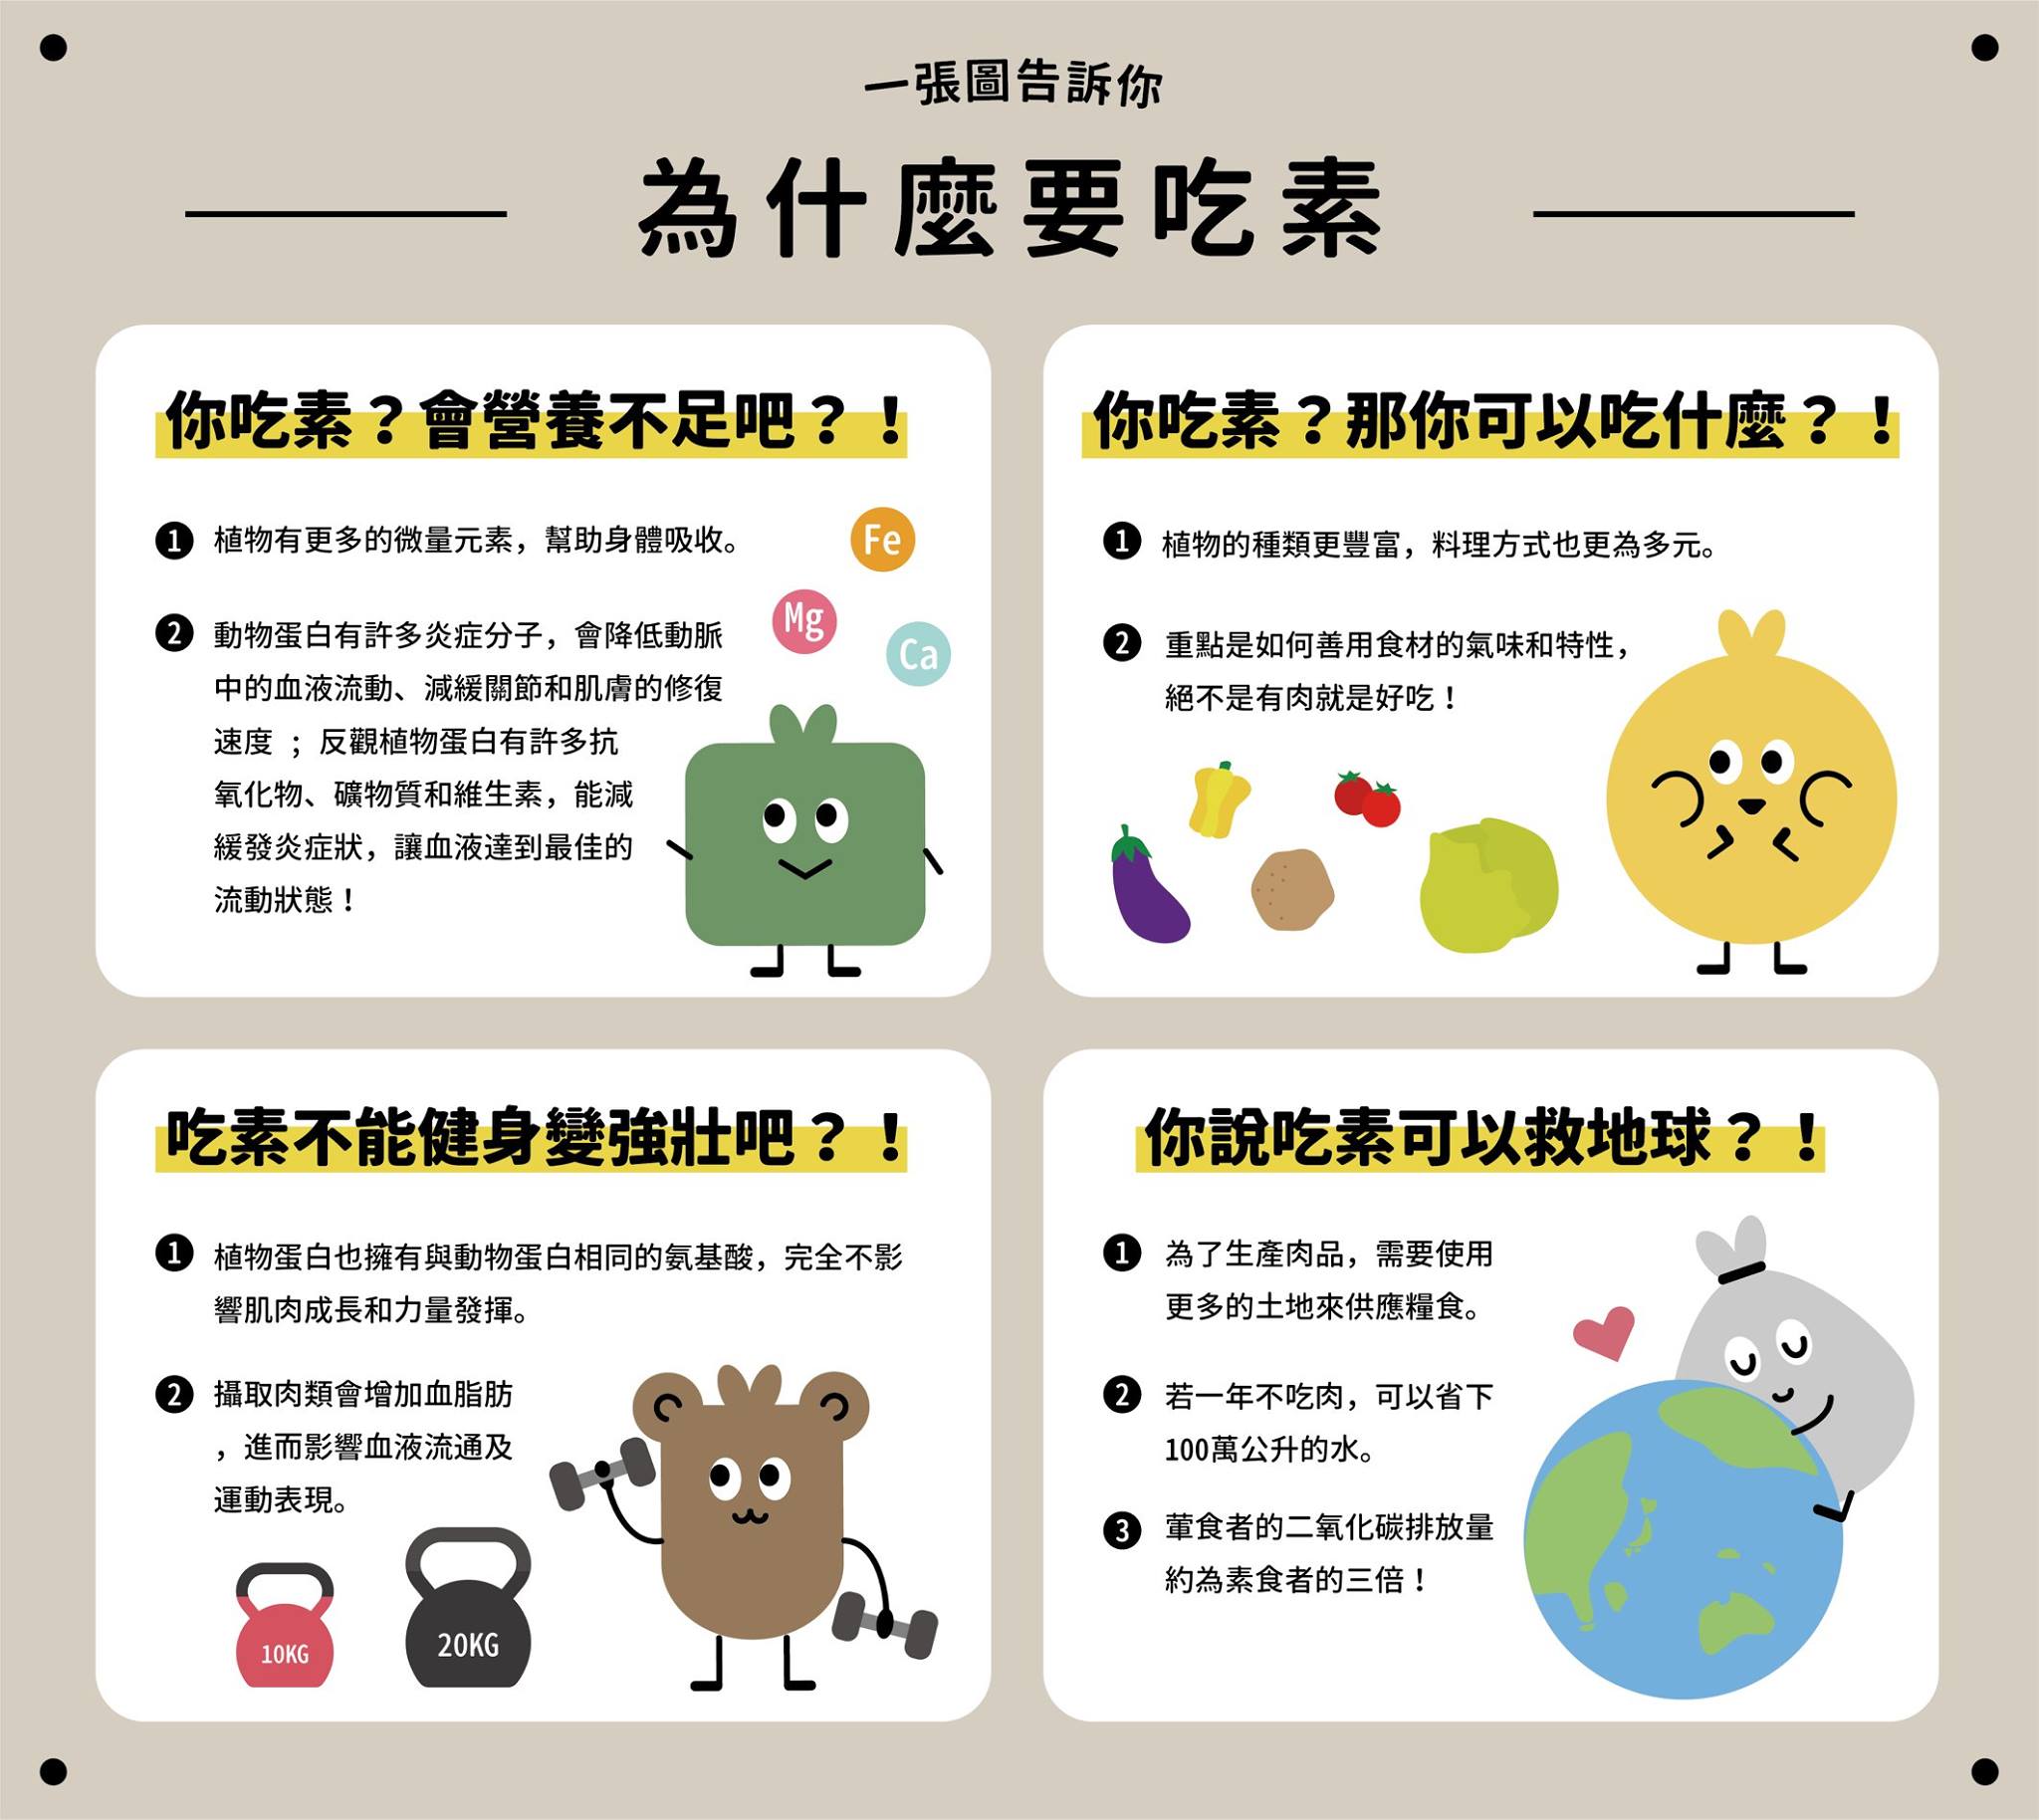 一張圖告訴你
為什麼要吃素
你吃素？會營養不足吧？！
1 植物有更多的微量元素，幫助身體吸收。
2 動物蛋白有許多炎症分子，會降低動脈
中的血液流動、減緩關節和肌膚的修復
速度 ；反觀植物蛋白有許多抗
氧化物、礦物質和維生素，能減
緩發炎症狀，讓血液達到最佳的
流動狀態！
Fe
Mg
Ca
你吃素？那你可以吃什麼？！
1 植物的種類更豐富，料理方式也更為多元。
2 重點是如何善用食材的氣味和特性，
絕不是有肉就是好吃！
吃素不能健身變強壯吧？！
1 植物蛋白也擁有與動物蛋白相同的氨基酸，完全不影
響肌肉成長和力量發揮。
2 攝取肉類會增加血脂肪
，進而影響血液流通及
運動表現。
10KG
20KG
你說吃素可以救地球？！
1 為了生產肉品，需要使用
更多的土地來供應糧食。
2 若一年不吃肉，可以省下
100萬公升的水。
3 葷食者的二氧化碳排放量
約為素食者的三倍！